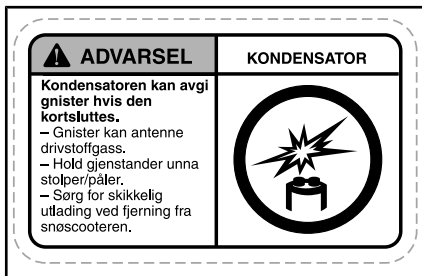 ADVARSEL
Kondensatoren kan avgi
gnister hvis den
kortsluttes.
– Gnister kan antenne
drivstoffgass.
– Hold gjenstander unna
stolper/påler.
– Sørg for skikkelig
utlading ved fjerning fra
snøscooteren.
KONDENSATOR